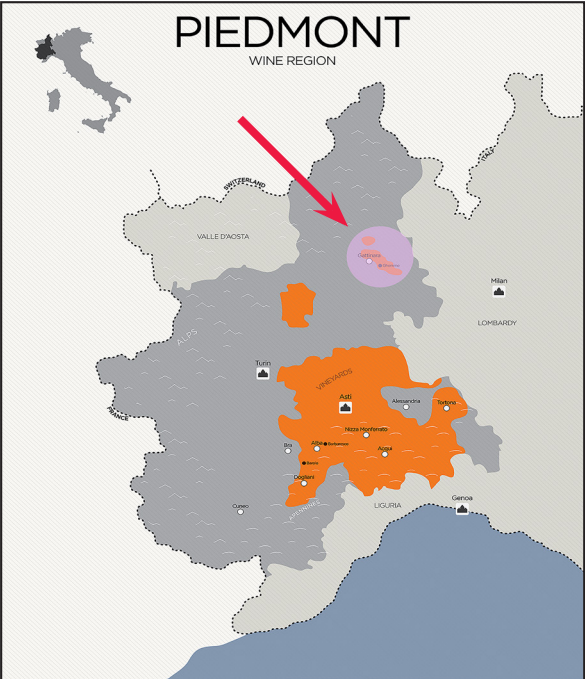 PIEDMONT
WINE REGION
SWITZERLAND
ITALY
VALLE D'AOSTA
Gattinara
Milan
LOMBARDY
ALPS
Turin
VINEYARDS
FRANCE
Asti
Alessandria
Tortona
Nizza Monferrato
Bra
Alba
Barbaresco
Acqui
Barolo
Dogliani
Cuneo
APENNINES
LIGURIA
Genoa